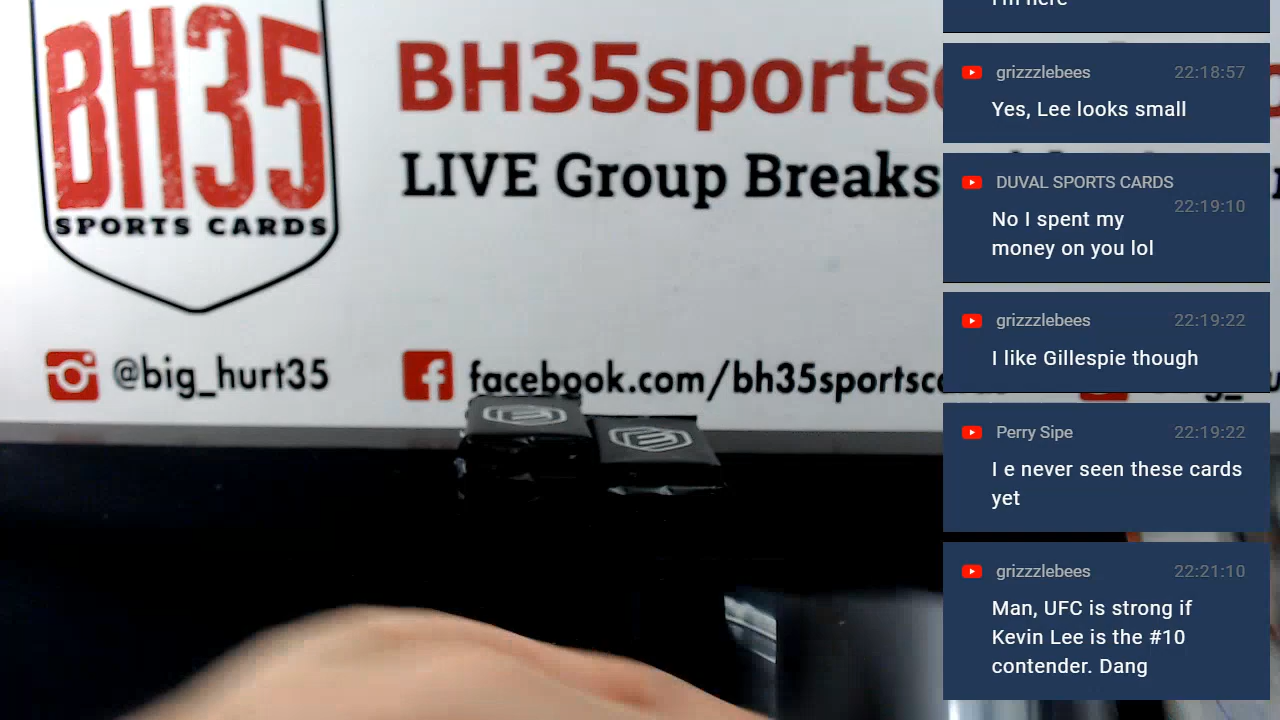 BH35
SPORTS CARDS
BH35sports
LIVE Group Breaks
@big_hurt35
facebook.com/bh35sportsc
I'm here
grizzzlebees 22:18:57
Yes, Lee looks small
DUVAL SPORTS CARDS
22:19:10
No I spent my
money on you lol
grizzzlebees 22:19:22
I like Gillespie though
Perry Sipe 22:19:22
I e never seen these cards
yet
grizzzlebees 22:21:10
Man, UFC is strong if
Kevin Lee is the #10
contender. Dang